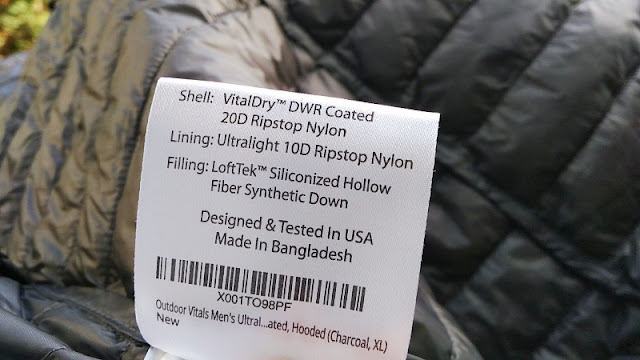 Shell: VitalDry™ DWR Coated
20D Ripstop Nylon
Lining: Ultralight 10D Ripstop Nylon
Filling: LoftTek™ Siliconized Hollow
Fiber Synthetic Down
Designed & Tested In USA
Made In Bangladesh
X001TO98PF
Outdoor Vitals Men's Ultral...ated, Hooded (Charcoal, XL)
New